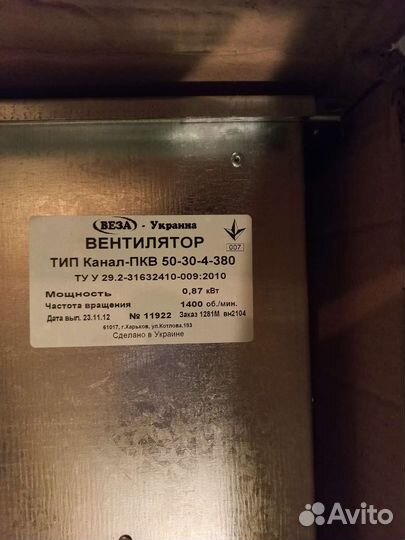 ВЕЗА - Украина
ВЕНТИЛЯТОР
007
ТИП Канал-ПКВ 50-30-4-380
ТУ У 29.2-31632410-009:2010
Мощность 0,87 кВт
Частота вращения 1400 об./мин.
Дата вып. 23.11.12 № 11922 Заказ 1281М вн2104
61017, г.Харьков, ул.Котлова,193
Сделано в Украине
Avito